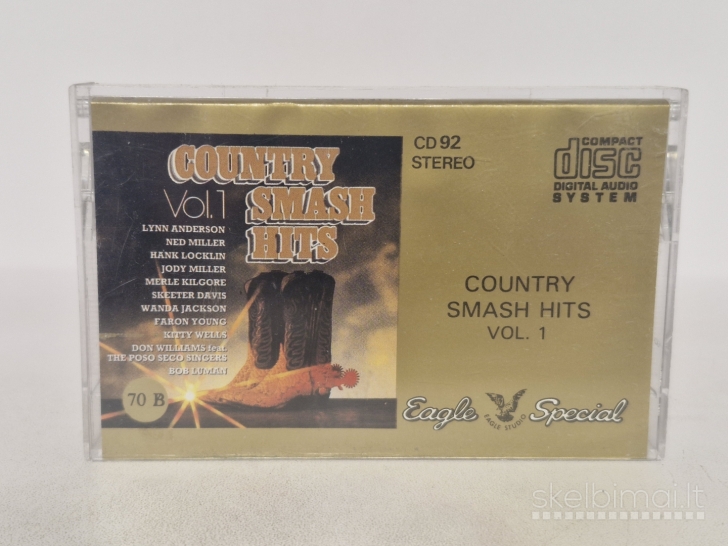 COUNTRY
Vol.1 SMASH
HITS
LYNN ANDERSON
NED MILLER
HANK LOCKLIN
JODY MILLER
MERLE KILGORE
SKEETER DAVIS
WANDA JACKSON
FARON YOUNG
KITTY WELLS
DON WILLIAMS feat.
THE POSO SECO SINGERS
BOB LUMAN
70 B
CD 92
STEREO
COMPACT
disc
DIGITAL AUDIO
SYSTEM
COUNTRY
SMASH HITS
VOL. 1
Eagle EAGLE STUDIO Special
skelbimai.lt